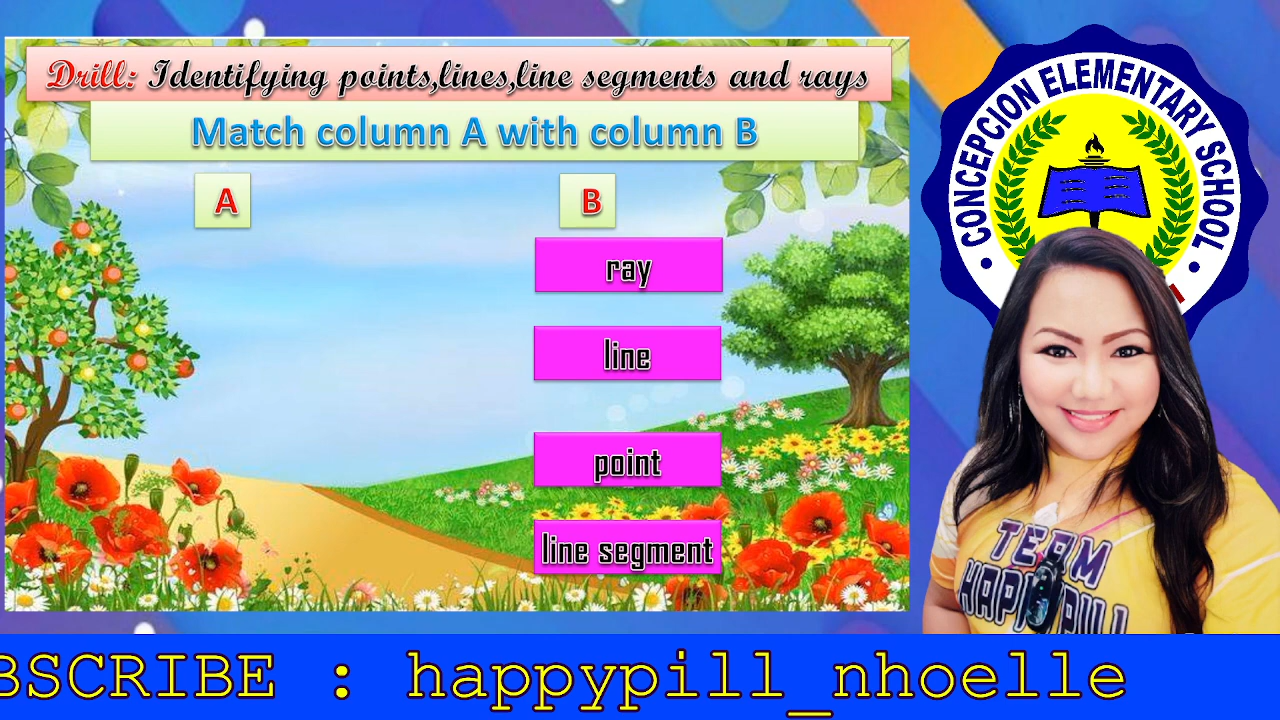 Drill: Identifying points,lines,line segments and rays
Match column A with column B
A
B
ray
line
point
line segment
CONCEPCION ELEMENTARY SCHOOL
TEAM
HAPPYPILL
BSCRIBE : happypill_nhoelle